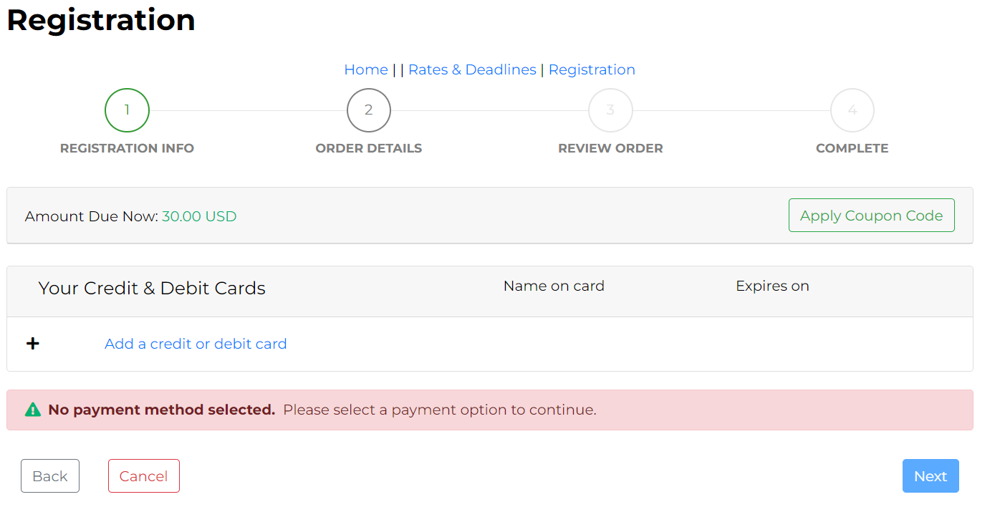 Registration
Home | | Rates & Deadlines | Registration
1 2 3 4
REGISTRATION INFO ORDER DETAILS REVIEW ORDER COMPLETE
Amount Due Now: 30.00 USD Apply Coupon Code
Your Credit & Debit Cards Name on card Expires on
+ Add a credit or debit card
No payment method selected. Please select a payment option to continue.
Back Cancel Next